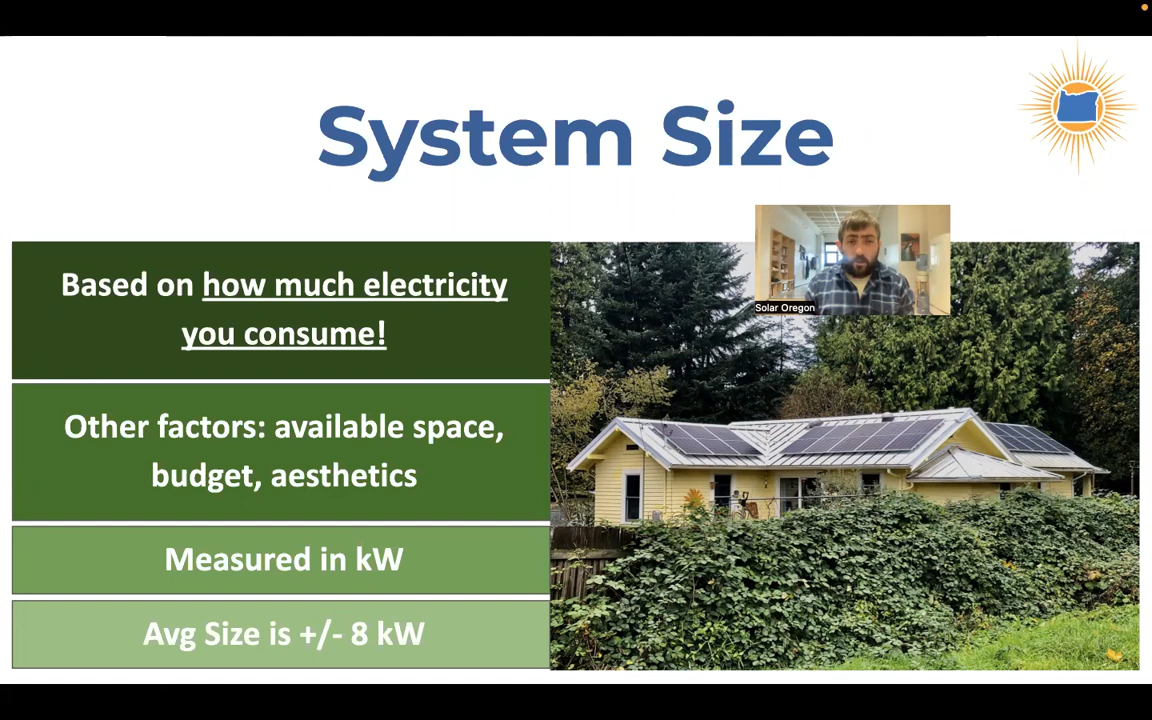 System Size
Solar Oregon
Based on how much electricity
you consume!
Other factors: available space,
budget, aesthetics
Measured in kW
Avg Size is +/- 8 kW